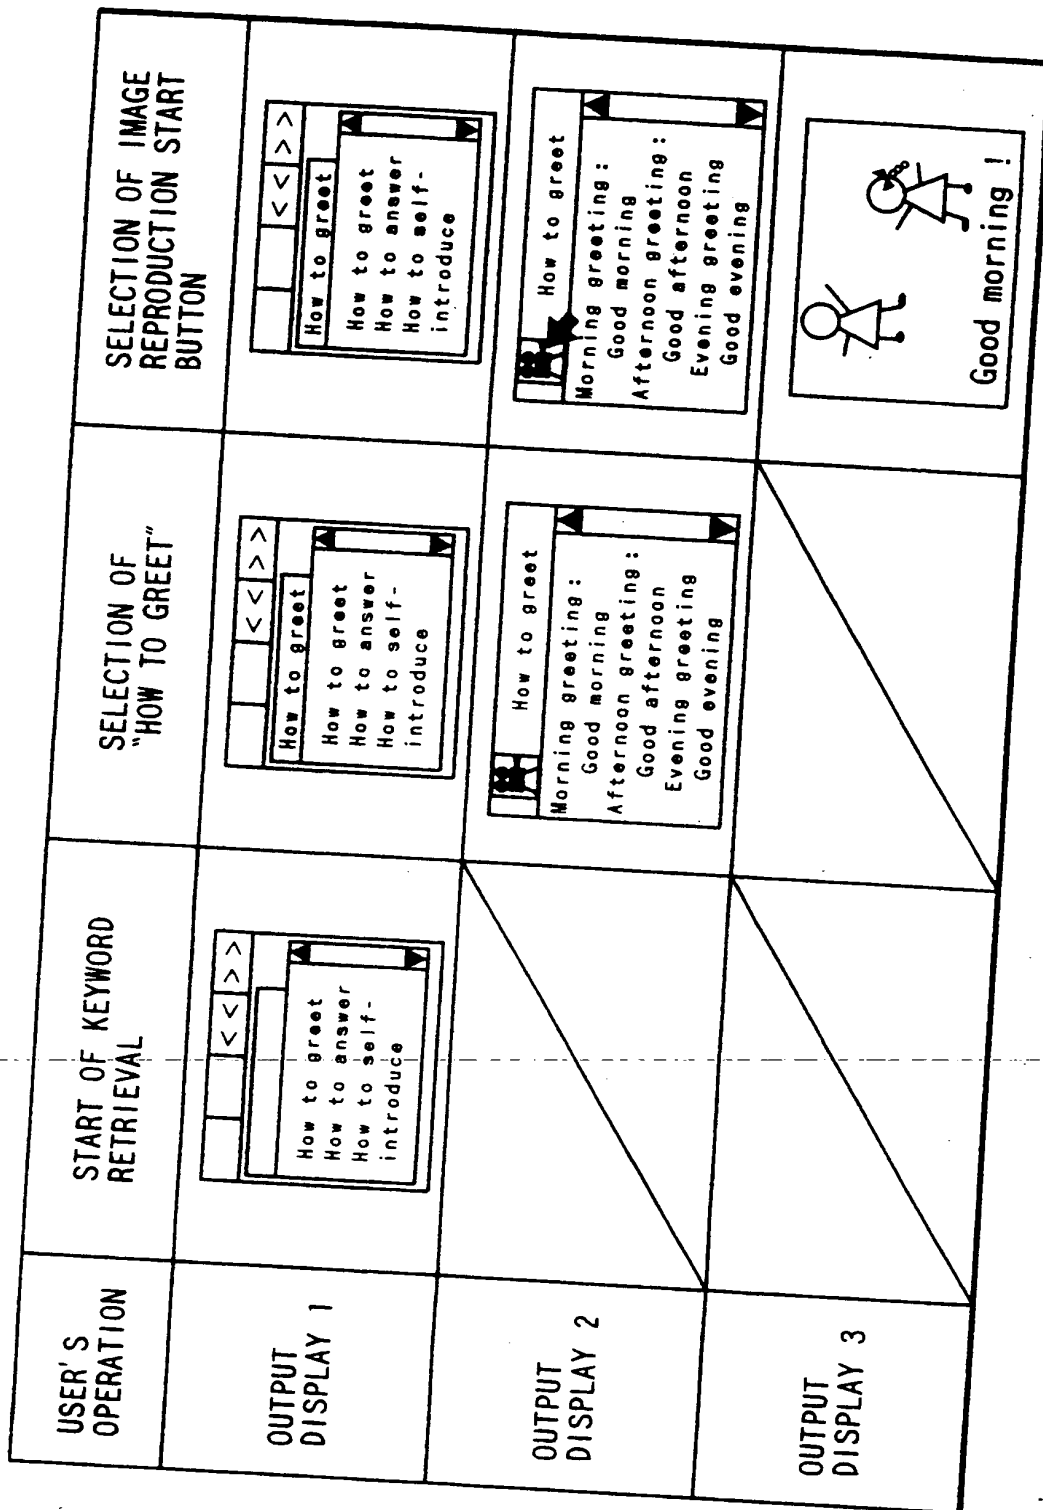 USER'S
OPERATION
START OF KEYWORD
RETRIEVAL
SELECTION OF
"HOW TO GREET"
SELECTION OF IMAGE
REPRODUCTION START
BUTTON
OUTPUT
DISPLAY 1
< < > >
How to greet
How to answer
How to self-
introduce
< < > >
How to greet
How to greet
How to answer
How to self-
introduce
< < > >
How to greet
How to greet
How to answer
How to self-
introduce
OUTPUT
DISPLAY 2
How to greet
Morning greeting:
Good morning
Afternoon greeting:
Good afternoon
Evening greeting
Good evening
How to greet
Morning greeting:
Good morning
Afternoon greeting:
Good afternoon
Evening greeting
Good evening
OUTPUT
DISPLAY 3
Good morning !